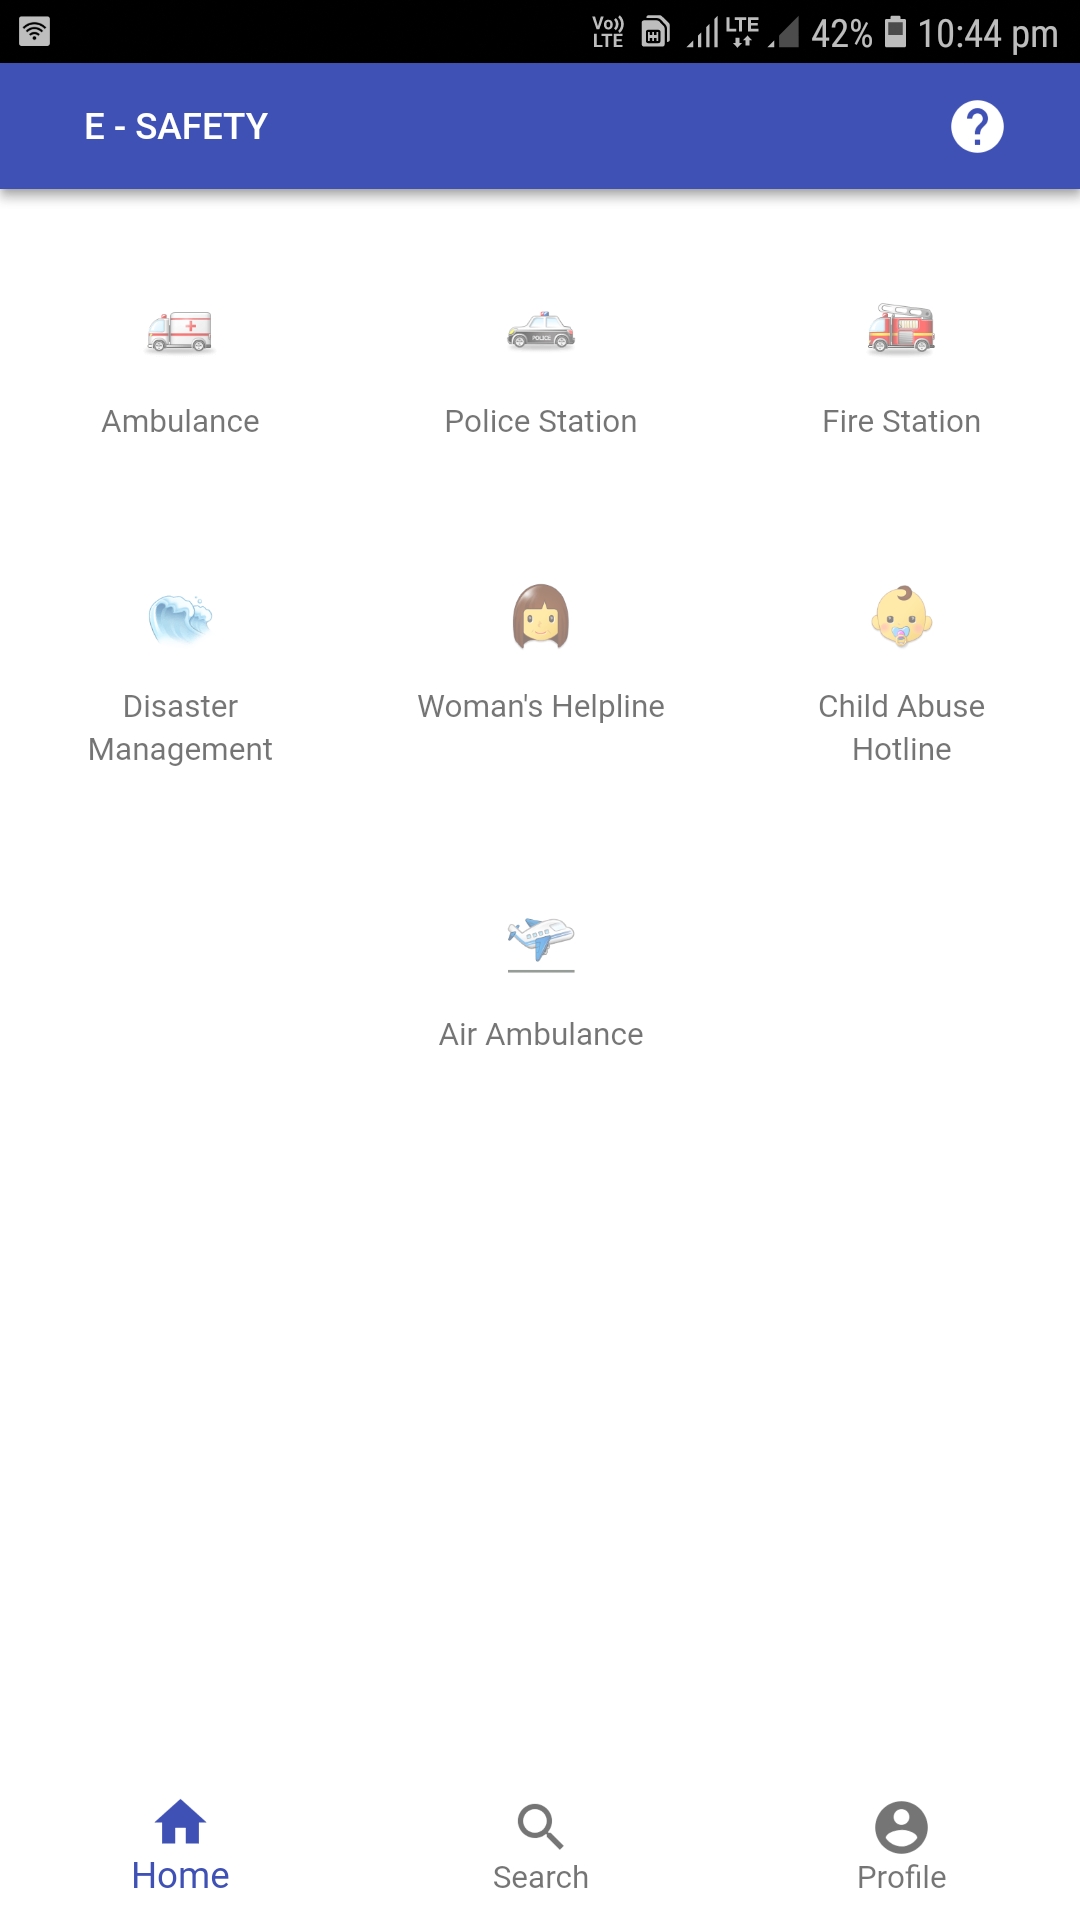 Vo)) LTE LTE 42% 10:44 pm
E - SAFETY
Ambulance
Police Station
Fire Station
Disaster
Management
Woman's Helpline
Child Abuse
Hotline
Air Ambulance
Home
Search
Profile